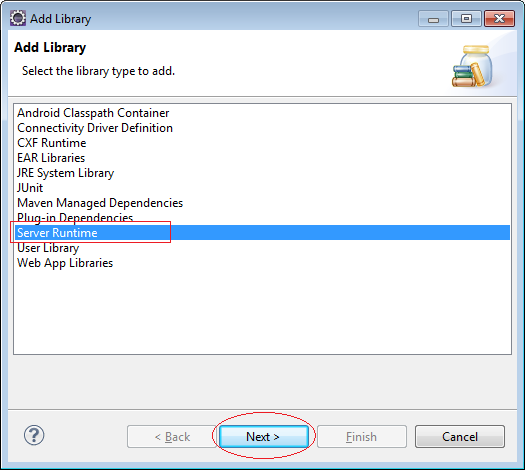 Add Library
Add Library
Select the library type to add.
Android Classpath Container
Connectivity Driver Definition
CXF Runtime
EAR Libraries
JRE System Library
JUnit
Maven Managed Dependencies
Plug-in Dependencies
Server Runtime
User Library
Web App Libraries
? < Back Next > Finish Cancel